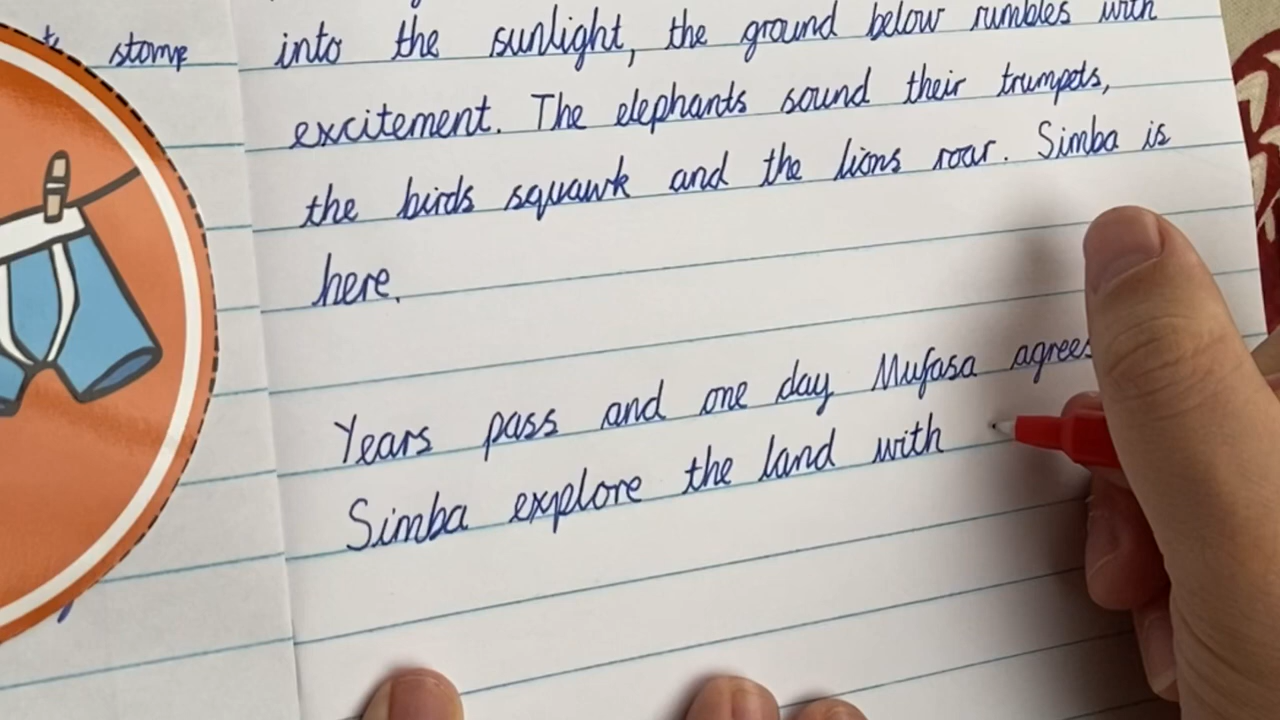 stomp
into the sunlight, the ground below rumbles with
excitement. The elephants sound their trumpets,
the birds squawk and the lions roar. Simba is
here.
Years pass and one day Mufasa agrees
Simba explore the land with